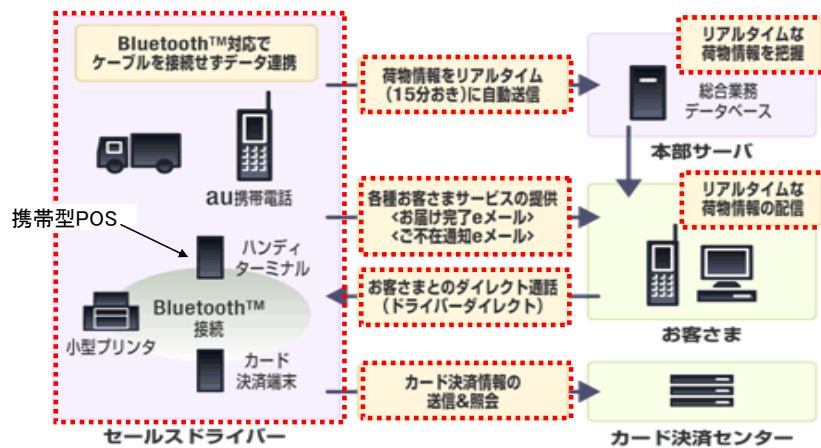 Bluetooth™対応で
ケーブルを接続せずデータ連携
au携帯電話
携帯型POS
ハンディ
ターミナル
Bluetooth™
接続
小型プリンタ
カード
決済端末
セールスドライバー
荷物情報をリアルタイム
（15分おき）に自動送信
各種お客さまサービスの提供
<お届け完了eメール>
<ご不在通知eメール>
お客さまとのダイレクト通話
（ドライバーダイレクト）
カード決済情報の
送信&照会
リアルタイムな
荷物情報を把握
総合業務
データベース
本部サーバ
リアルタイムな
荷物情報の配信
お客さま
カード決済センター